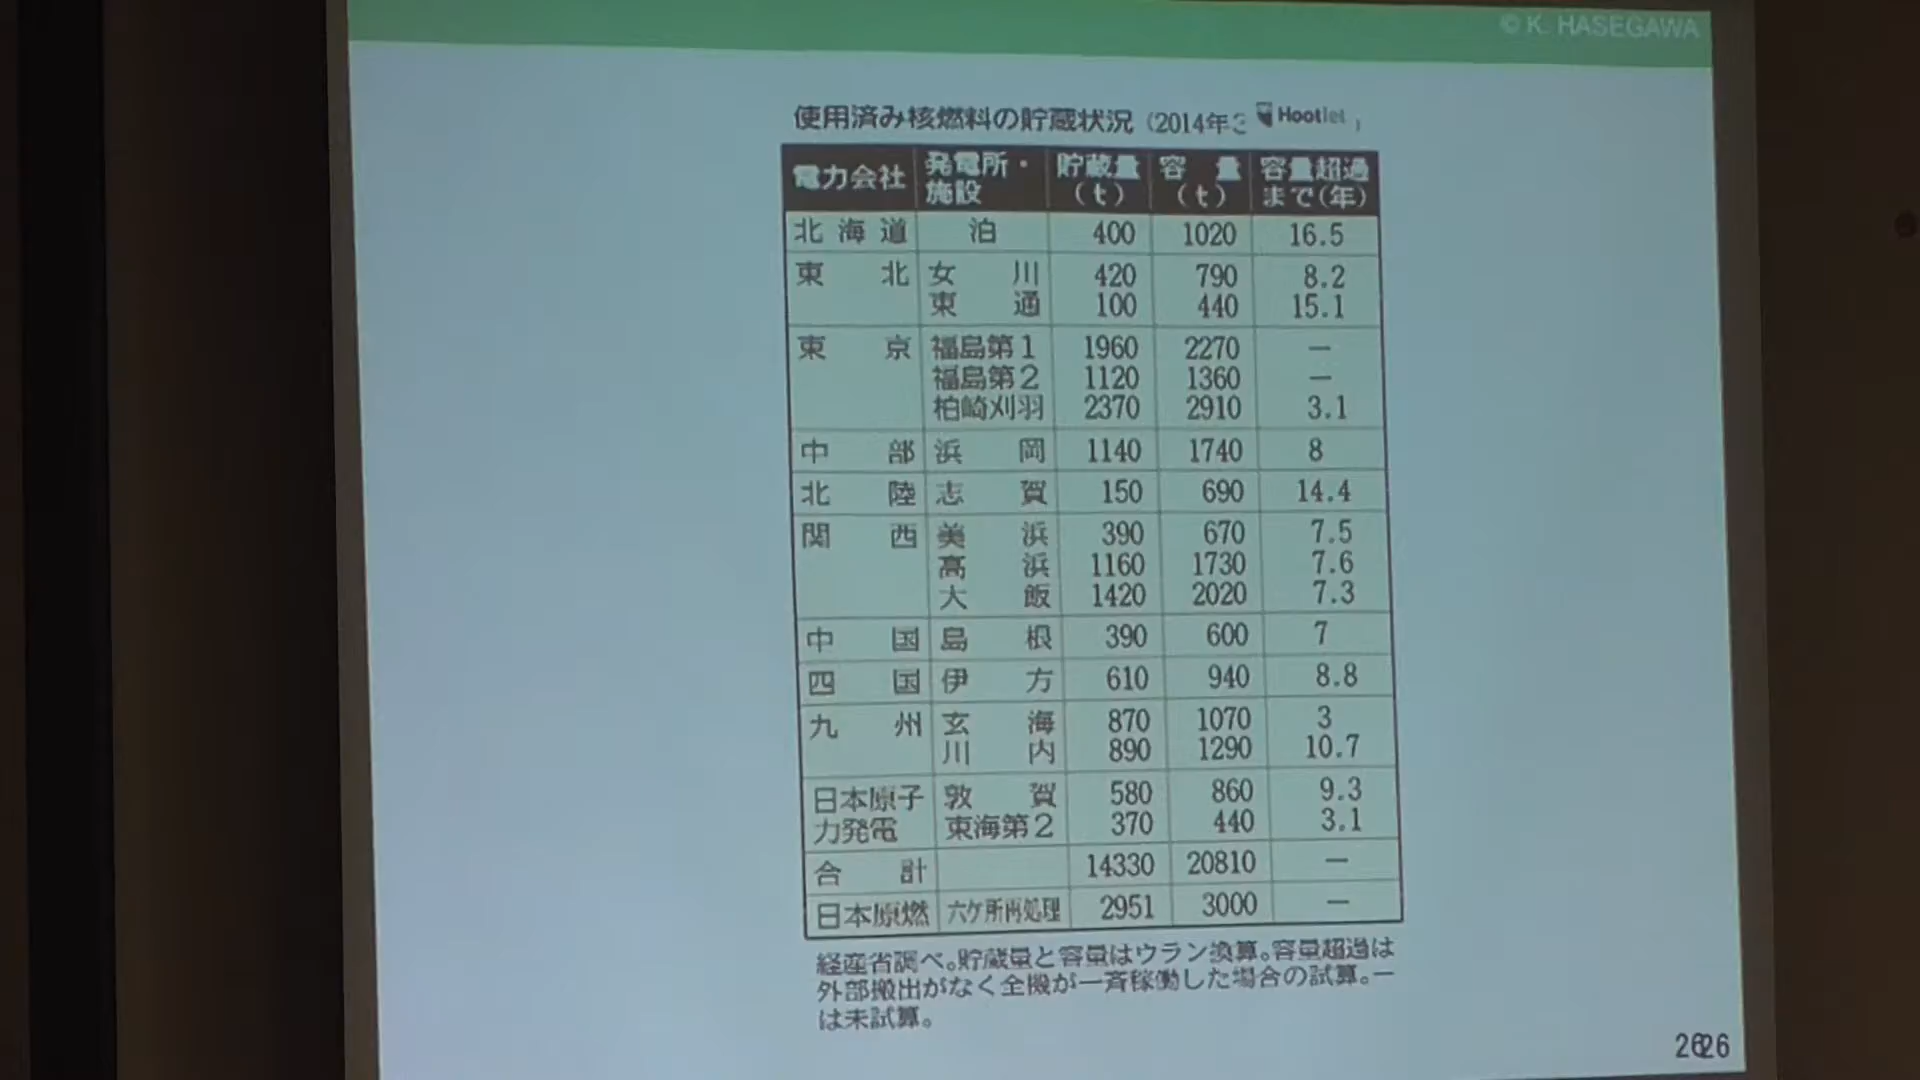 © K. HASEGAWA
使用済み核燃料の貯蔵状況（2014年3 Hootlet ）
電力会社 発電所・施設 貯蔵量（t） 容量（t） 容量超過まで（年）
北海道 泊 400 1020 16.5
東北 女川 420 790 8.2
東通 100 440 15.1
東京 福島第1 1960 2270 －
福島第2 1120 1360 －
柏崎刈羽 2370 2910 3.1
中部 浜岡 1140 1740 8
北陸 志賀 150 690 14.4
関西 美浜 390 670 7.5
高浜 1160 1730 7.6
大飯 1420 2020 7.3
中国 島根 390 600 7
四国 伊方 610 940 8.8
九州 玄海 870 1070 3
川内 890 1290 10.7
日本原子 敦賀 580 860 9.3
力発電 東海第2 370 440 3.1
合計 14330 20810 －
日本原燃 六ケ所再処理 2951 3000 －
経産省調べ。貯蔵量と容量はウラン換算。容量超過は
外部搬出がなく全機が一斉稼働した場合の試算。－
は未試算。
26